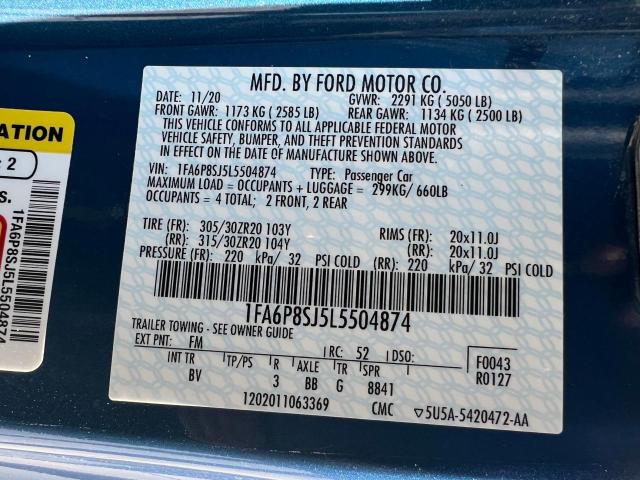 MFD. BY FORD MOTOR CO.
DATE: 11/20 GVWR: 2291 KG ( 5050 LB)
FRONT GAWR: 1173 KG ( 2585 LB) REAR GAWR: 1134 KG ( 2500 LB)
THIS VEHICLE CONFORMS TO ALL APPLICABLE FEDERAL MOTOR
VEHICLE SAFETY, BUMPER, AND THEFT PREVENTION STANDARDS
IN EFFECT ON THE DATE OF MANUFACTURE SHOWN ABOVE.
VIN: 1FA6P8SJ5L5504874 TYPE: Passenger Car
MAXIMUM LOAD = OCCUPANTS + LUGGAGE = 299KG/ 660LB
OCCUPANTS = 4 TOTAL; 2 FRONT, 2 REAR
TIRE (FR): 305/30ZR20 103Y RIMS (FR): 20x11.0J
(RR): 315/30ZR20 104Y (RR): 20x11.0J
PRESSURE (FR): 220 kPa/ 32 PSI COLD (RR): 220 kPa/ 32 PSI COLD
1FA6P8SJ5L5504874
TRAILER TOWING - SEE OWNER GUIDE
EXT PNT: FM RC: 52 DSO: F0043
R0127
INT TR TP/PS R AXLE TR SPR
BV 3 BB G 8841
1202011063369 CMC 5U5A-5420472-AA
ATION
: 2
s.
1FA6P8SJ5L5504874